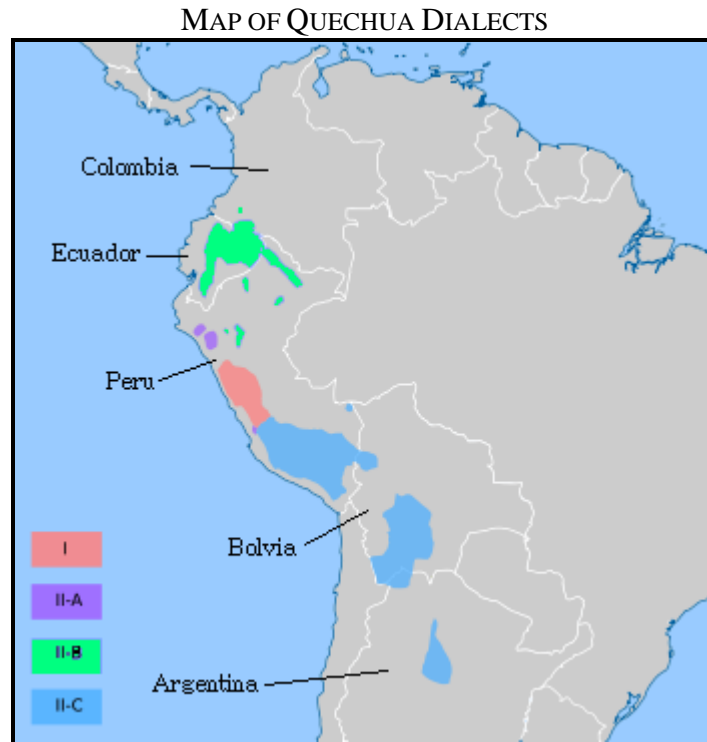 MAP OF QUECHUA DIALECTS
Colombia
Ecuador
Peru
Bolvia
Argentina
I
II-A
II-B
II-C